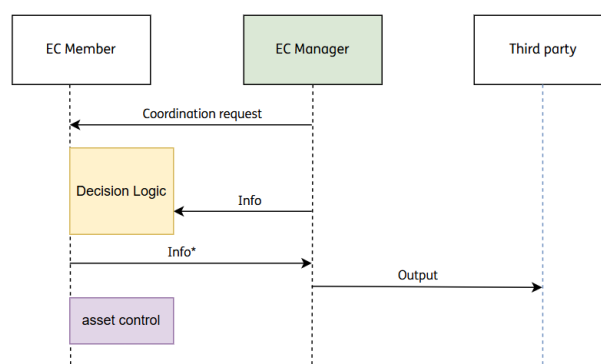 EC Member
EC Manager
Third party
Coordination request
Decision Logic
Info
Info*
Output
asset control